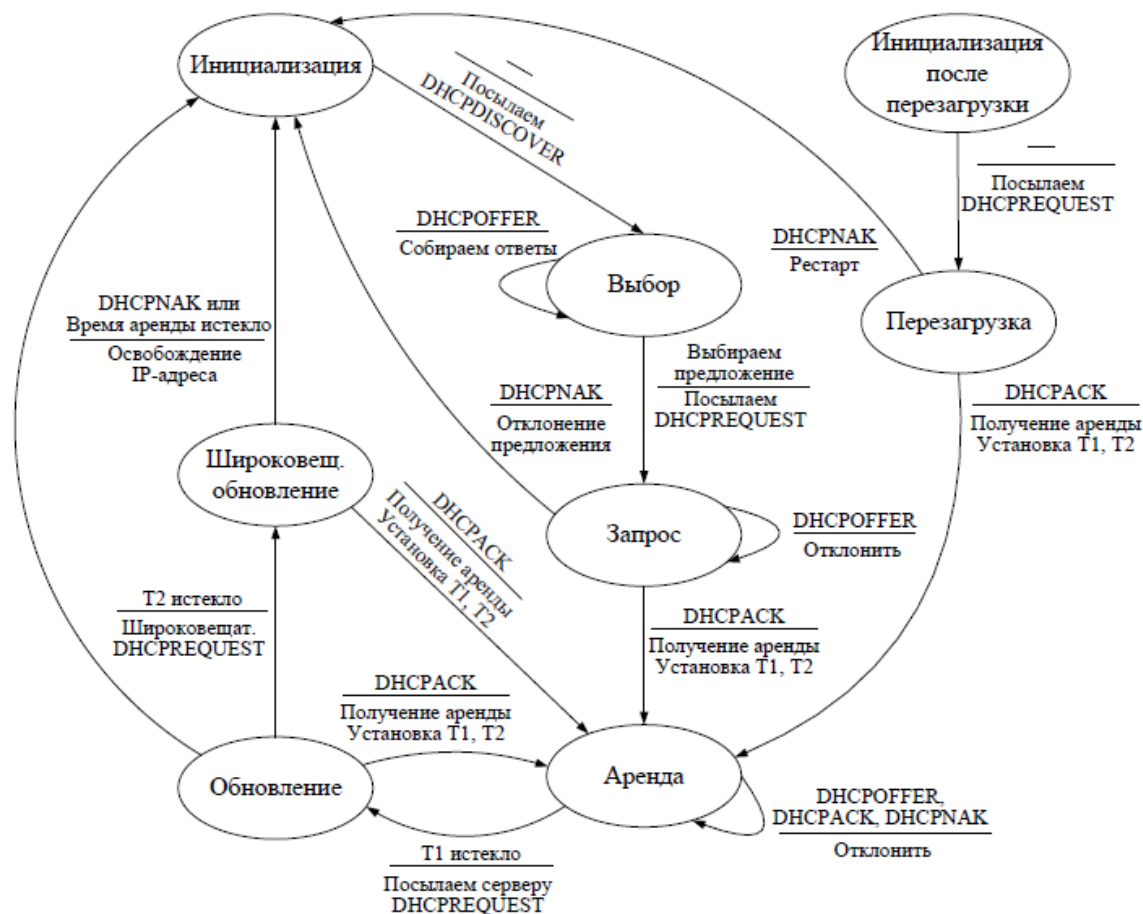 Инициализация
—
Посылаем
DHCPDISCOVER
Инициализация
после
перезагрузки
—
Посылаем
DHCPREQUEST
DHCPOFFER
Собираем ответы
Выбор
DHCPNAK
Рестарт
Перезагрузка
DHCPNAK или
Время аренды истекло
Освобождение
IP-адреса
DHCPNAK
Отклонение
предложения
Выбираем
предложение
Посылаем
DHCPREQUEST
DHCPACK
Получение аренды
Установка T1, T2
Широковещ.
обновление
DHCPACK
Получение аренды
Установка T1, T2
Запрос
DHCPOFFER
Отклонить
T2 истекло
Широковещат.
DHCPREQUEST
DHCPACK
Получение аренды
Установка T1, T2
DHCPACK
Получение аренды
Установка T1, T2
Обновление
Аренда
DHCPOFFER,
DHCPACK, DHCPNAK
Отклонить
T1 истекло
Посылаем серверу
DHCPREQUEST